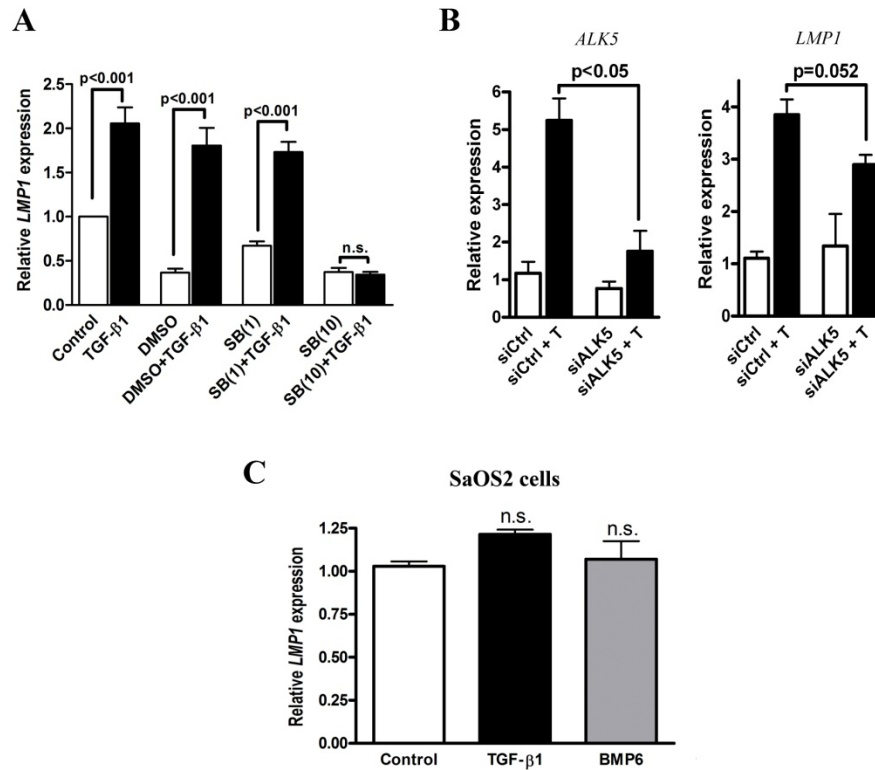 A
Relative LMP1 expression
2.5
2.0
1.5
1.0
0.5
0.0
p<0.001
p<0.001
p<0.001
n.s.
Control
TGF-β1
DMSO
DMSO+TGF-β1
SB(1)
SB(1)+TGF-β1
SB(10)
SB(10)+TGF-β1
B
ALK5
p<0.05
Relative expression
6
5
4
3
2
1
0
siCtrl
siCtrl + T
siALK5
siALK5 + T
LMP1
p=0.052
Relative expression
4
3
2
1
0
siCtrl
siCtrl + T
siALK5
siALK5 + T
C
SaOS2 cells
Relative LMP1 expression
1.25
1.00
0.75
0.50
0.25
0.00
n.s.
n.s.
Control
TGF-β1
BMP6